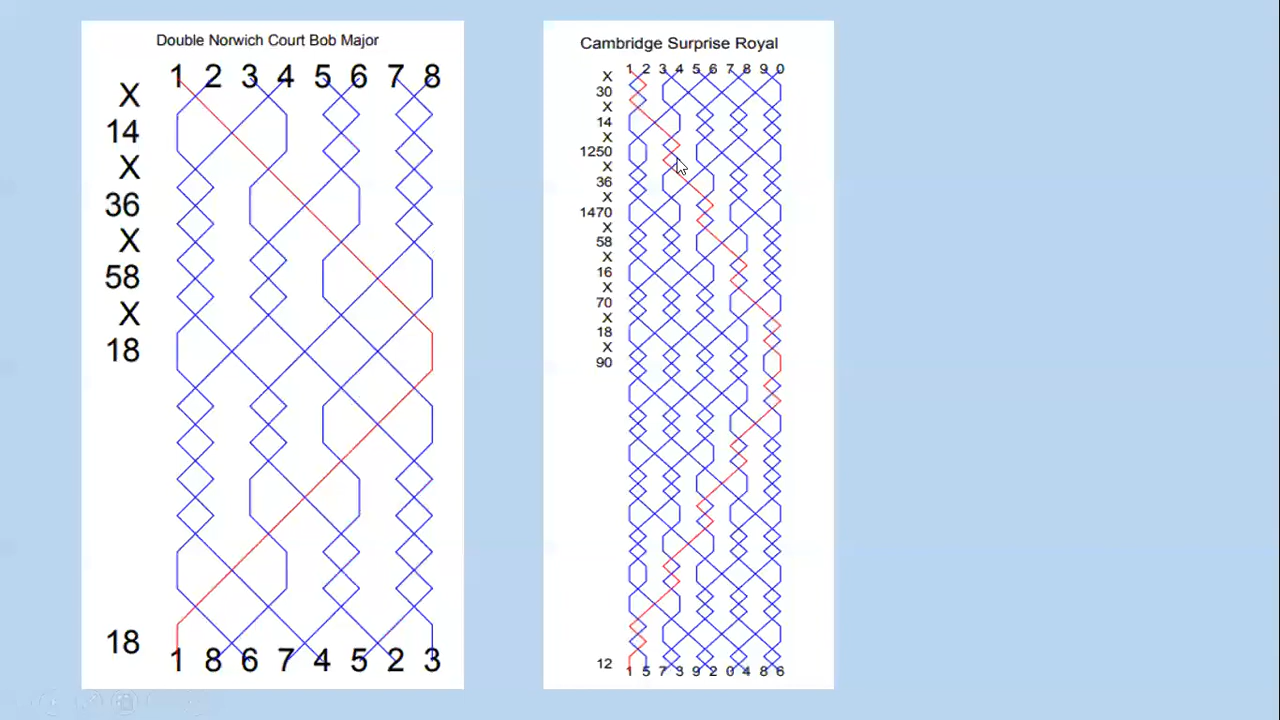 Double Norwich Court Bob Major
1 2 3 4 5 6 7 8
X
14
X
36
X
58
X
18
18
1 8 6 7 4 5 2 3
Cambridge Surprise Royal
1 2 3 4 5 6 7 8 9 0
X
30
X
14
X
1250
X
36
X
1470
X
58
X
16
X
70
X
18
X
90
12
1 5 7 3 9 2 0 4 8 6